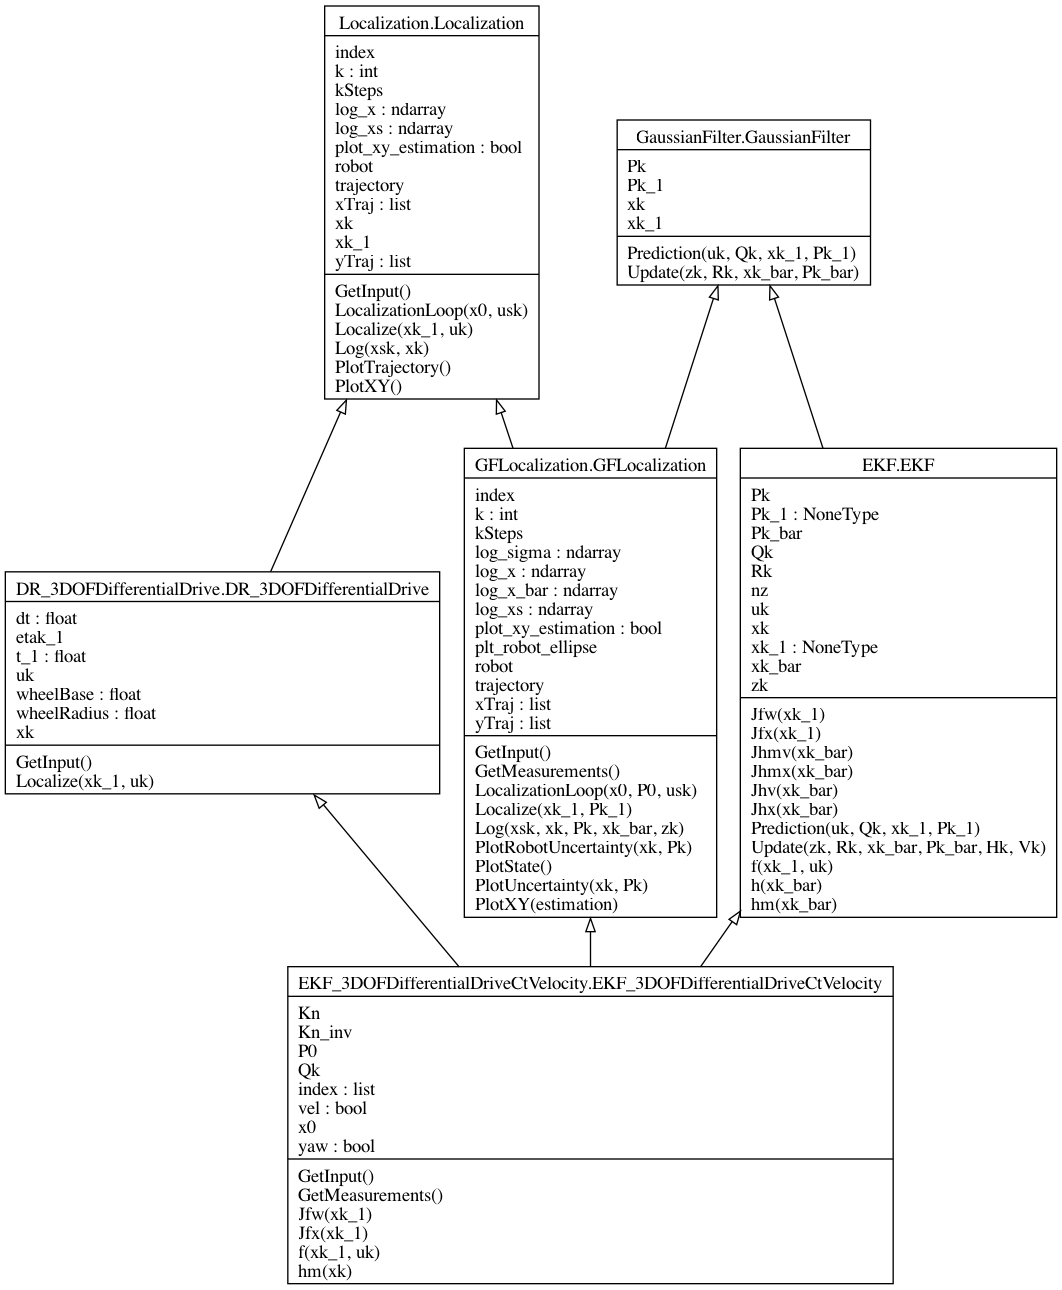 Localization.Localization
index
k : int
kSteps
log_x : ndarray
log_xs : ndarray
plot_xy_estimation : bool
robot
trajectory
xTraj : list
xk
xk_1
yTraj : list
GetInput()
LocalizationLoop(x0, usk)
Localize(xk_1, uk)
Log(xsk, xk)
PlotTrajectory()
PlotXY()
GaussianFilter.GaussianFilter
Pk
Pk_1
xk
xk_1
Prediction(uk, Qk, xk_1, Pk_1)
Update(zk, Rk, xk_bar, Pk_bar)
DR_3DOFDifferentialDrive.DR_3DOFDifferentialDrive
dt : float
etak_1
t_1 : float
uk
wheelBase : float
wheelRadius : float
xk
GetInput()
Localize(xk_1, uk)
GFLocalization.GFLocalization
index
k : int
kSteps
log_sigma : ndarray
log_x : ndarray
log_x_bar : ndarray
log_xs : ndarray
plot_xy_estimation : bool
plt_robot_ellipse
robot
trajectory
xTraj : list
yTraj : list
GetInput()
GetMeasurements()
LocalizationLoop(x0, P0, usk)
Localize(xk_1, Pk_1)
Log(xsk, xk, Pk, xk_bar, zk)
PlotRobotUncertainty(xk, Pk)
PlotState()
PlotUncertainty(xk, Pk)
PlotXY(estimation)
EKF.EKF
Pk
Pk_1 : NoneType
Pk_bar
Qk
Rk
nz
uk
xk
xk_1 : NoneType
xk_bar
zk
Jfw(xk_1)
Jfx(xk_1)
Jhmv(xk_bar)
Jhmx(xk_bar)
Jhv(xk_bar)
Jhx(xk_bar)
Prediction(uk, Qk, xk_1, Pk_1)
Update(zk, Rk, xk_bar, Pk_bar, Hk, Vk)
f(xk_1, uk)
h(xk_bar)
hm(xk_bar)
EKF_3DOFDifferentialDriveCtVelocity.EKF_3DOFDifferentialDriveCtVelocity
Kn
Kn_inv
P0
Qk
index : list
vel : bool
x0
yaw : bool
GetInput()
GetMeasurements()
Jfw(xk_1)
Jfx(xk_1)
f(xk_1, uk)
hm(xk)